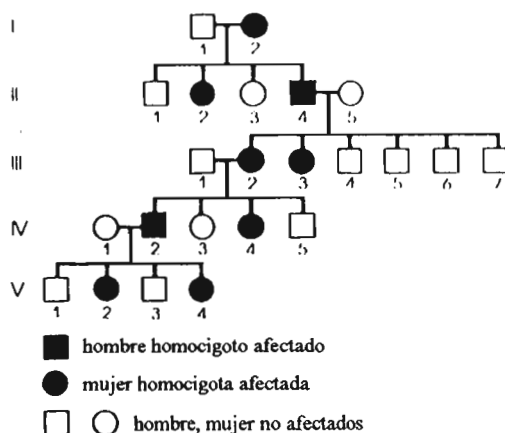 I
1 2
II
1 2 3 4 5
III
1 2 3 4 5 6 7
IV
1 2 3 4 5
V
1 2 3 4
hombre homocigoto afectado
mujer homocigota afectada
hombre, mujer no afectados